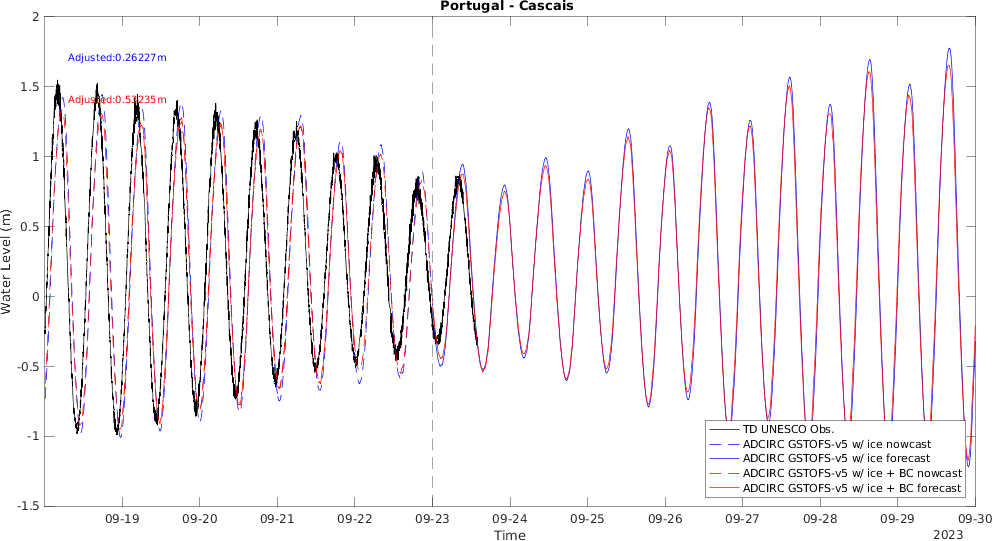 Portugal - Cascais
2
1.5
1
0.5
0
-0.5
-1
-1.5
Water Level (m)
Adjusted:0.26227m
Adjusted:0.53235m
TD UNESCO Obs.
ADCIRC GSTOFS-v5 w/ ice nowcast
ADCIRC GSTOFS-v5 w/ ice forecast
ADCIRC GSTOFS-v5 w/ ice + BC nowcast
ADCIRC GSTOFS-v5 w/ ice + BC forecast
09-19 09-20 09-21 09-22 09-23 09-24 09-25 09-26 09-27 09-28 09-29 09-30
2023
Time